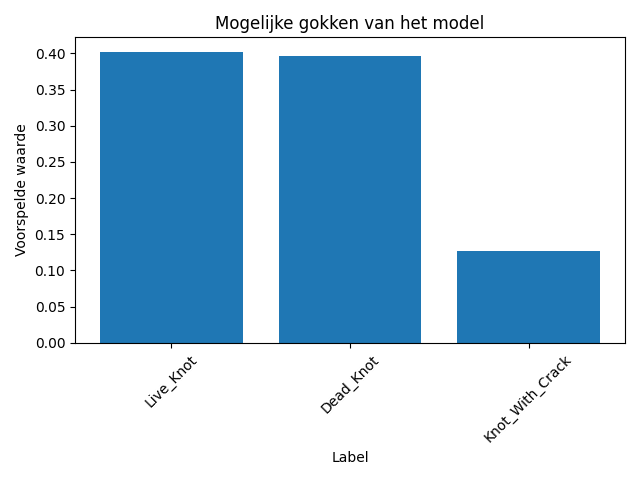 Mogelijke gokken van het model
Voorspelde waarde
0.40
0.35
0.30
0.25
0.20
0.15
0.10
0.05
0.00
Live_Knot
Dead_Knot
Knot_With_Crack
Label